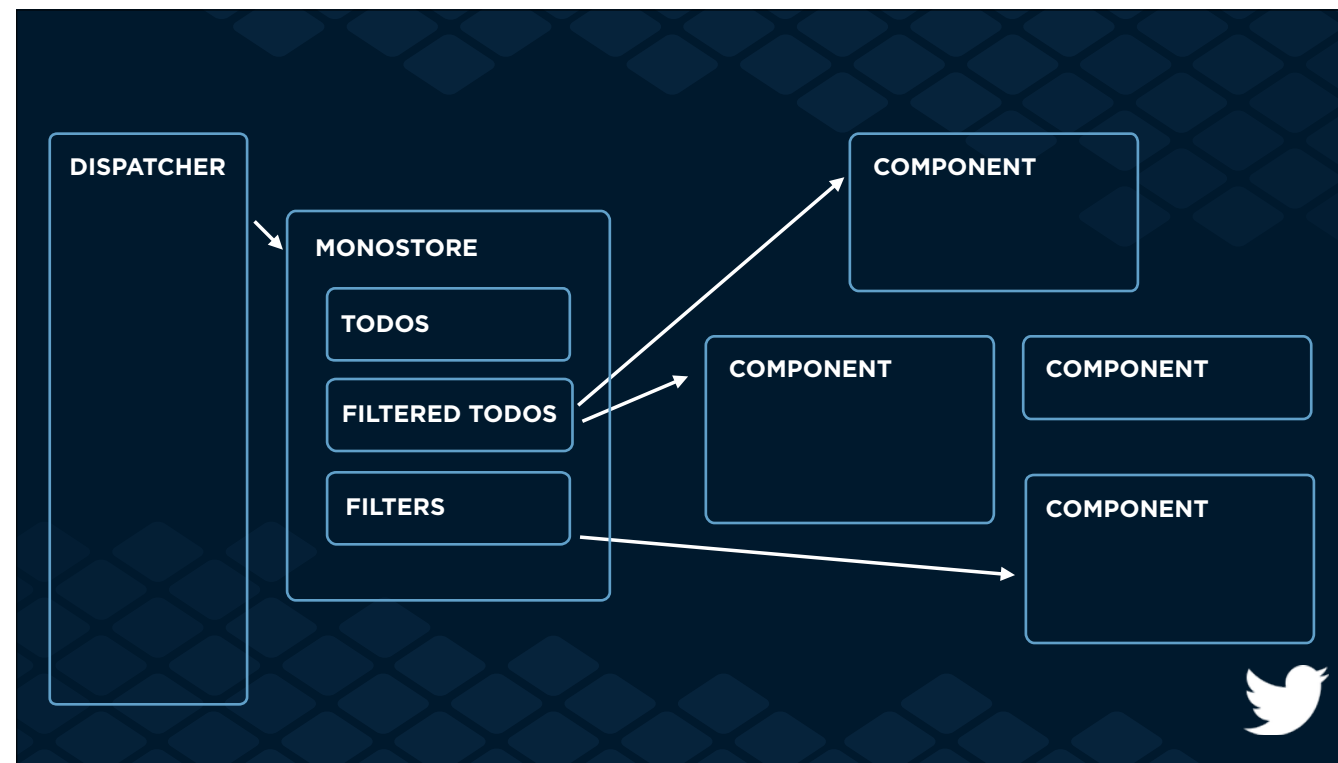 DISPATCHER
MONOSTORE
TODOS
FILTERED TODOS
FILTERS
COMPONENT
COMPONENT
COMPONENT
COMPONENT